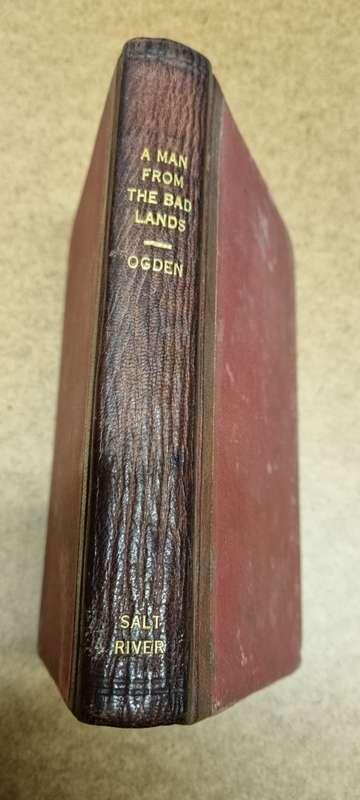 A MAN
FROM
THE BAD
LANDS
OGDEN
SALT
RIVER